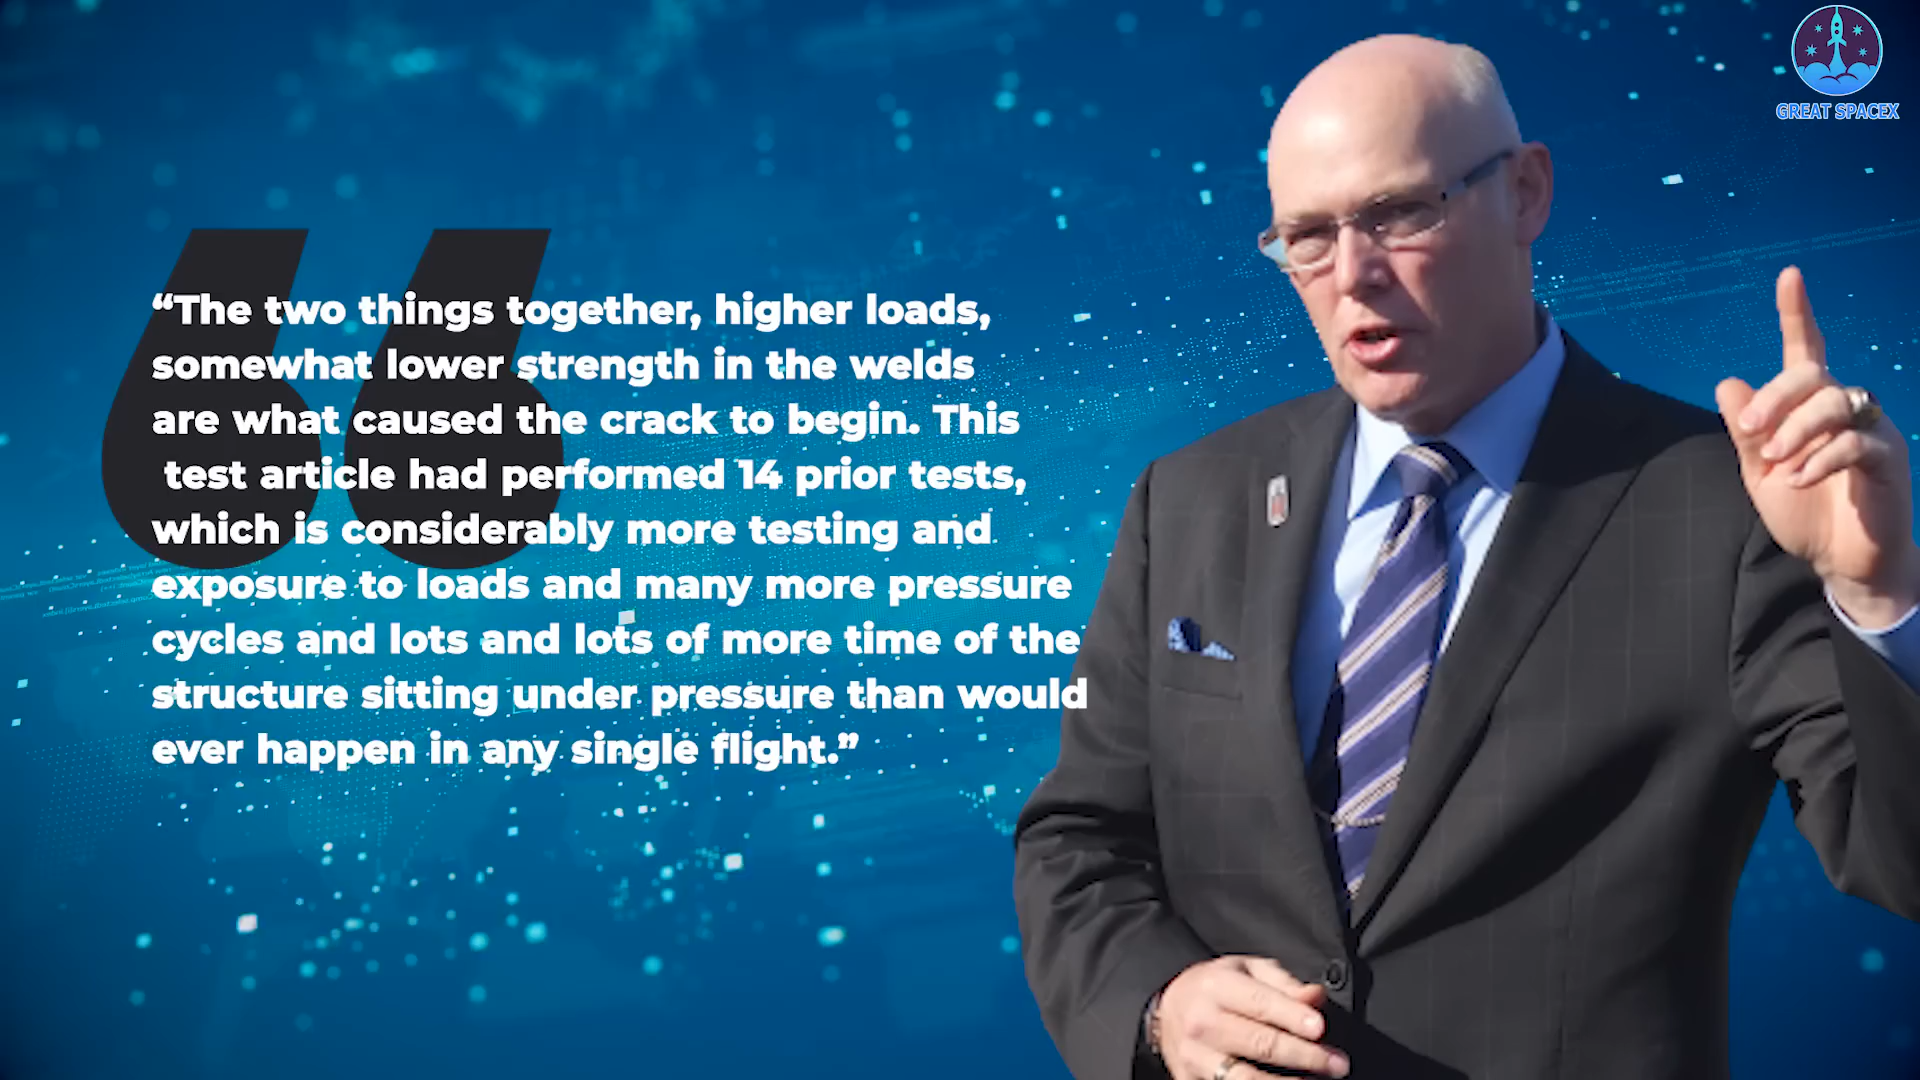 GREAT SPACEX
“The two things together, higher loads,
somewhat lower strength in the welds
are what caused the crack to begin. This
test article had performed 14 prior tests,
which is considerably more testing and
exposure to loads and many more pressure
cycles and lots and lots of more time of the
structure sitting under pressure than would
ever happen in any single flight.”